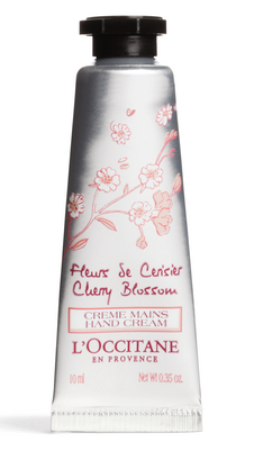 Fleurs de Cerisier
Cherry Blossom
CRÈME MAINS
HAND CREAM
L'OCCITANE
EN PROVENCE
10 ml Net Wt. 0.35 oz.